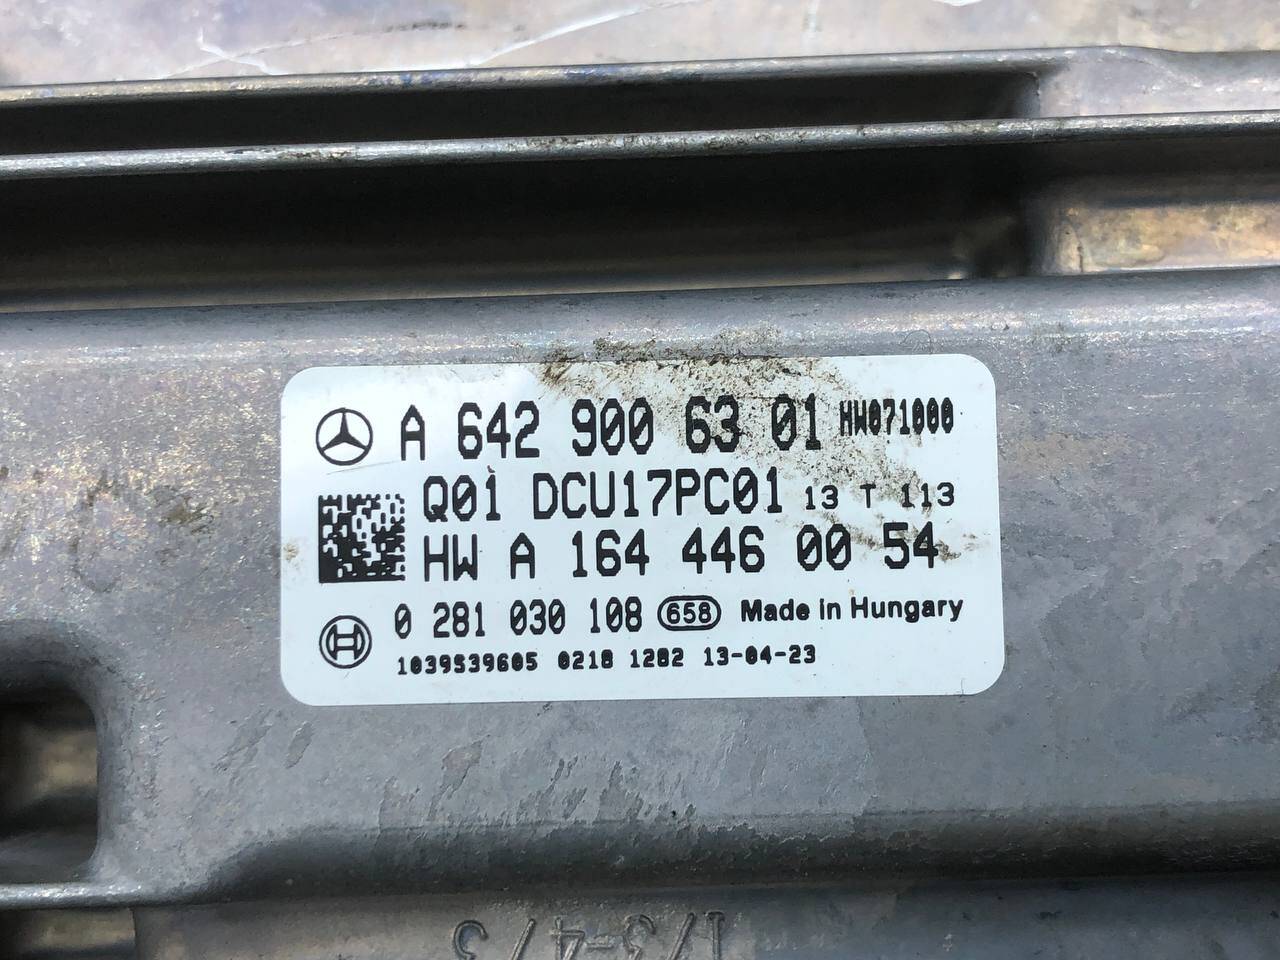 A 642 900 63 01 HW071000
Q01 DCU17PC01 13 T 113
HW A 164 446 00 54
0 281 030 108 658 Made in Hungary
1039S39605 0218 1282 13-04-23